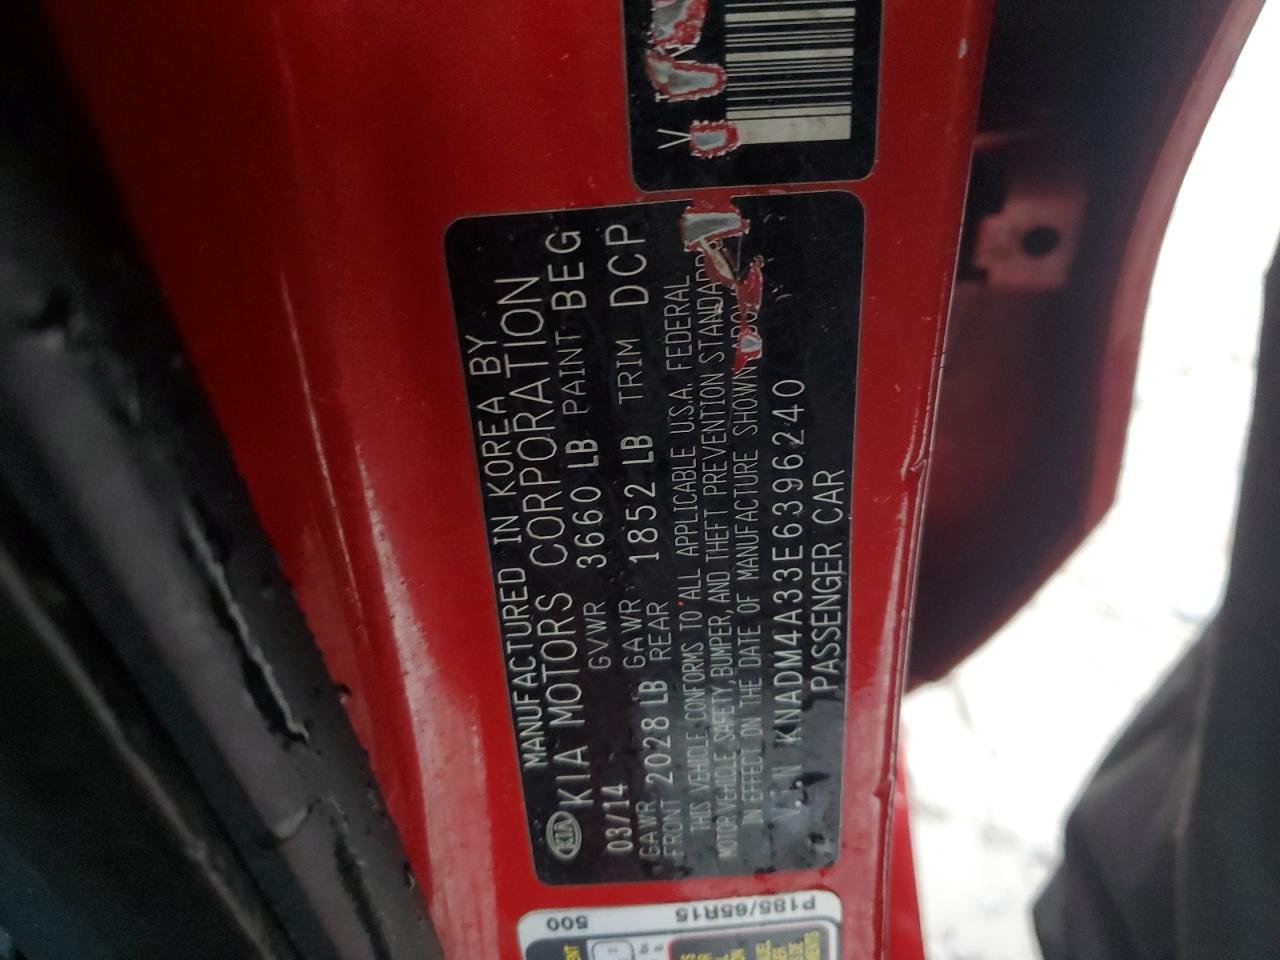 MANUFACTURED IN KOREA BY
KIA KIA MOTORS CORPORATION
03/14 GVWR 3660 LB PAINT BEG
GAWR FRONT 2028 LB GAWR REAR 1852 LB TRIM DCP
THIS VEHICLE CONFORMS TO ALL APPLICABLE U.S.A. FEDERAL
MOTOR VEHICLE SAFETY, BUMPER, AND THEFT PREVENTION STANDARDS
IN EFFECT ON THE DATE OF MANUFACTURE SHOWN ABOVE
V.I.N KNADM4A33E6396240
PASSENGER CAR
P185/65R15
500